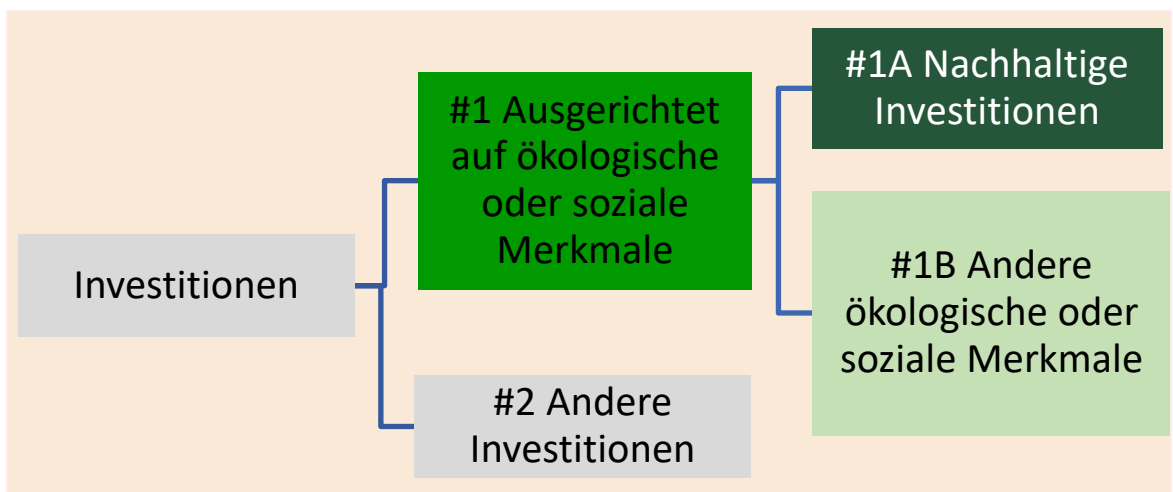 Investitionen
#1 Ausgerichtet
auf ökologische
oder soziale
Merkmale
#2 Andere
Investitionen
#1A Nachhaltige
Investitionen
#1B Andere
ökologische oder
soziale Merkmale